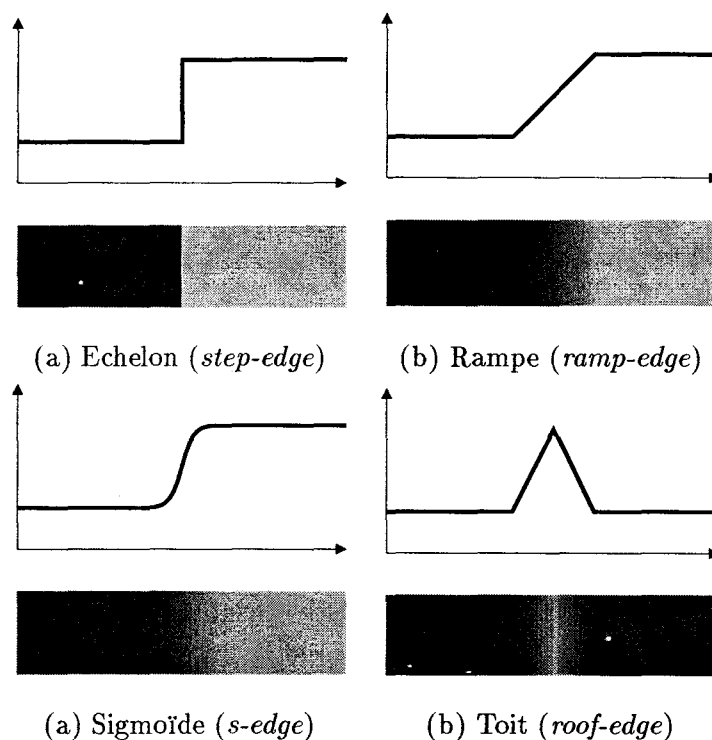 (a) Echelon (step-edge)
(b) Rampe (ramp-edge)
(a) Sigmoïde (s-edge)
(b) Toit (roof-edge)